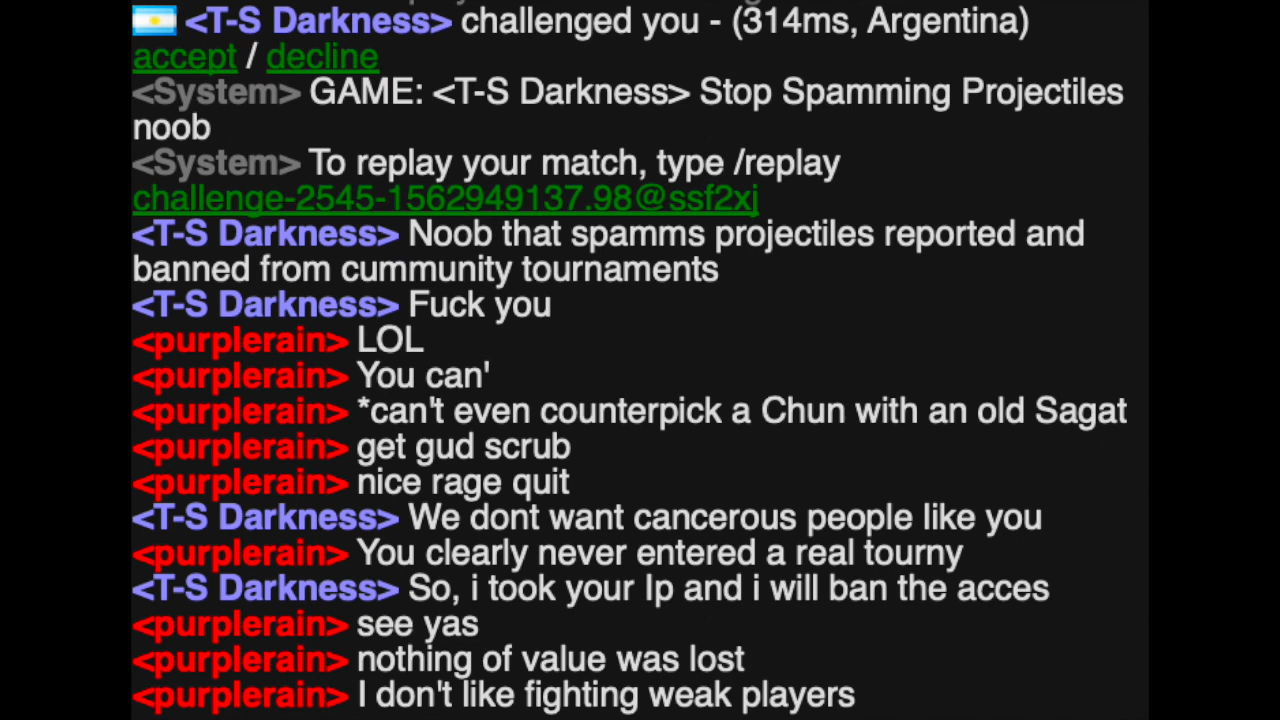 <T-S Darkness> challenged you - (314ms, Argentina)
accept / decline
<System> GAME: <T-S Darkness> Stop Spamming Projectiles
noob
<System> To replay your match, type /replay
challenge-2545-1562949137.98@ssf2xj
<T-S Darkness> Noob that spamms projectiles reported and
banned from cummunity tournaments
<T-S Darkness> Fuck you
<purplerain> LOL
<purplerain> You can'
<purplerain> *can't even counterpick a Chun with an old Sagat
<purplerain> get gud scrub
<purplerain> nice rage quit
<T-S Darkness> We dont want cancerous people like you
<purplerain> You clearly never entered a real tourny
<T-S Darkness> So, i took your Ip and i will ban the acces
<purplerain> see yas
<purplerain> nothing of value was lost
<purplerain> I don't like fighting weak players